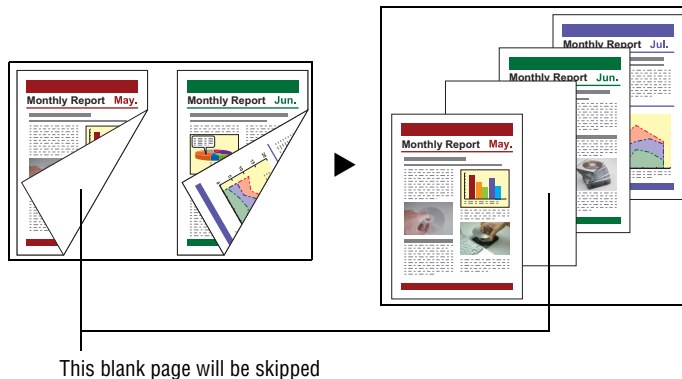 Monthly Report May.
Monthly Report Jun.
Monthly Report Jul.
Monthly Report Jun.
Monthly Report May.
This blank page will be skipped